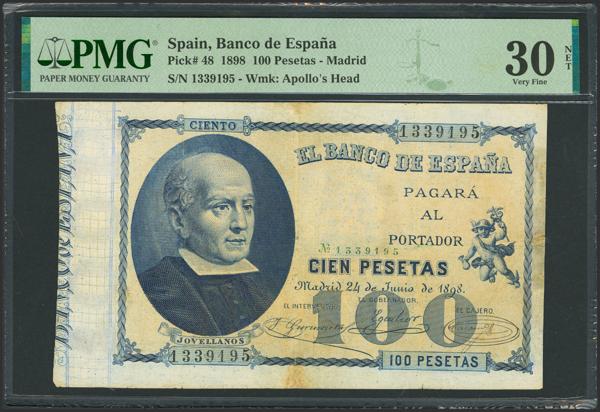 PMG
PAPER MONEY GUARANTY
Spain, Banco de España
Pick# 48 1898 100 Pesetas - Madrid
S/N 1339195 - Wmk: Apollo's Head
30 NET
Very Fine
CIENTO
1339195
EL BANCO DE ESPAÑA
PAGARÁ
AL
PORTADOR
№ 1339195
CIEN PESETAS
Madrid 24 de Junio de 1898.
EL INTERVENTOR
EL GOBERNADOR,
EL CAJERO,
100
JOVELLANOS
1339195
100 PESETAS